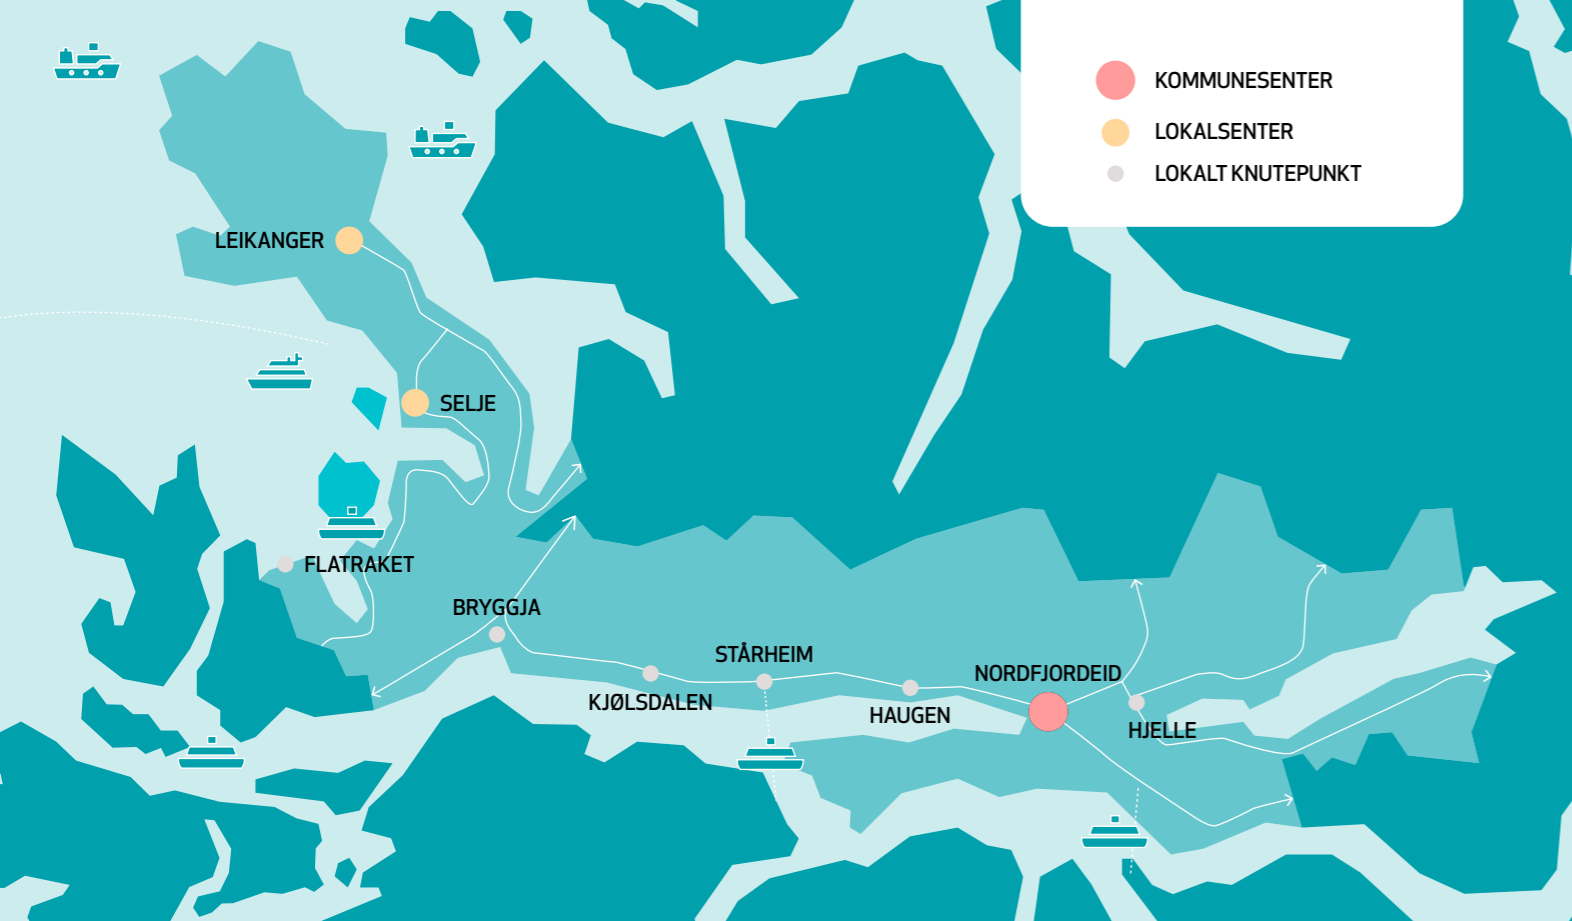 KOMMUNESENTER
LOKALSENTER
LOKALT KNUTEPUNKT
LEIKANGER
SELJE
FLATRAKET
BRYGGJA
STÅRHEIM
NORDFJORDEID
KJØLSDALEN
HAUGEN
HJELLE